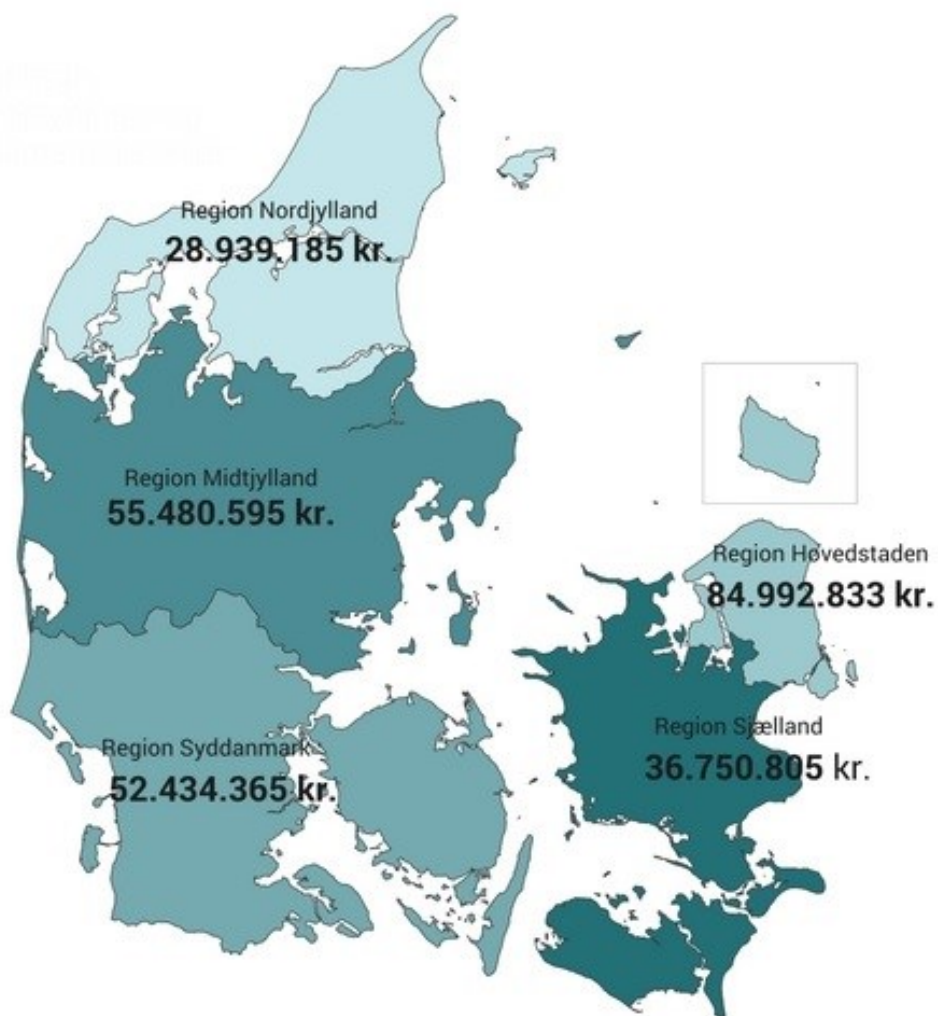 Region Nordjylland
28.939.185 kr.
Region Midtjylland
55.480.595 kr.
Region Hovedstaden
84.992.833 kr.
Region Sjælland
36.750.805 kr.
Region Syddanmark
52.434.365 kr.